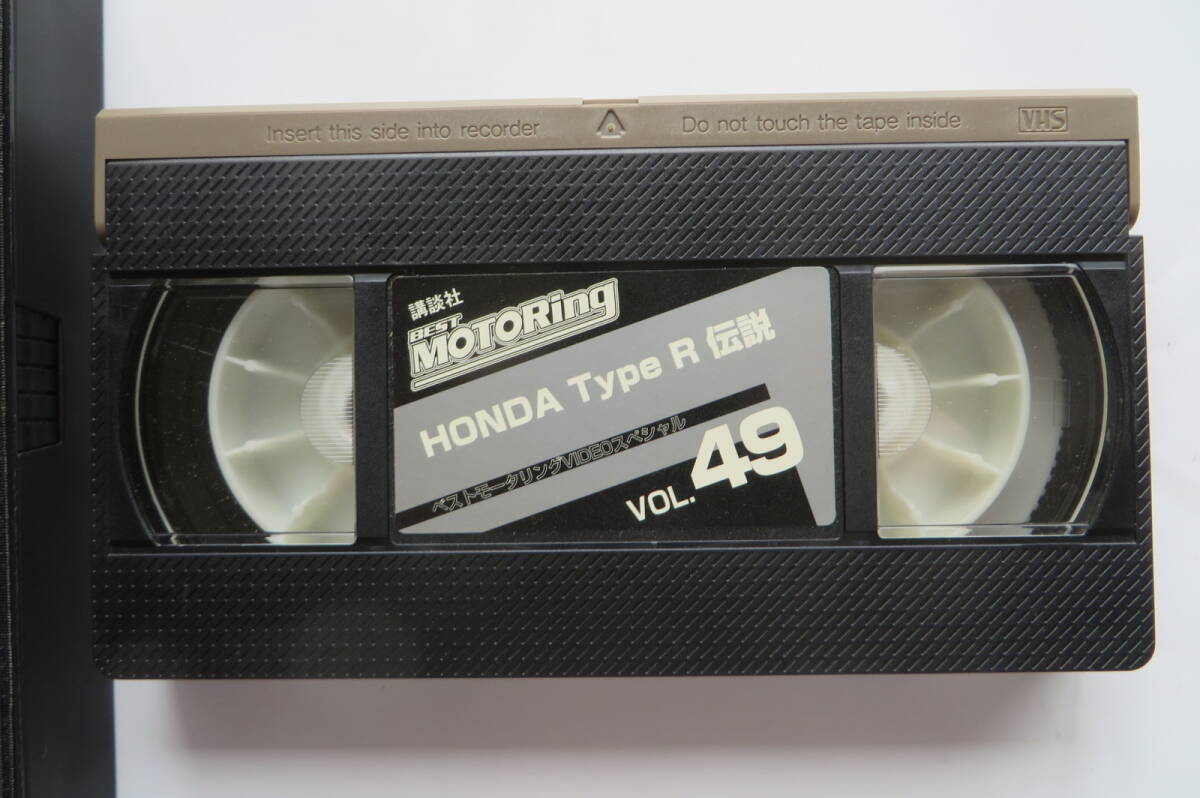 Insert this side into recorder
Do not touch the tape inside
VHS
講談社
BEST
MOTORing
HONDA Type R 伝説
ベストモータリングVIDEOスペシャル
VOL.49